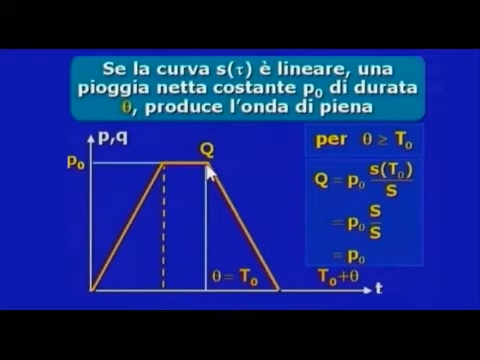 Se la curva s(τ) è lineare, una
pioggia netta costante p₀ di durata
θ, produce l'onda di piena
p,q
p₀
Q
θ = T₀
T₀+θ
t
per θ ≥ T₀
Q = p₀ s(T₀)/S
= p₀ S/S
= p₀